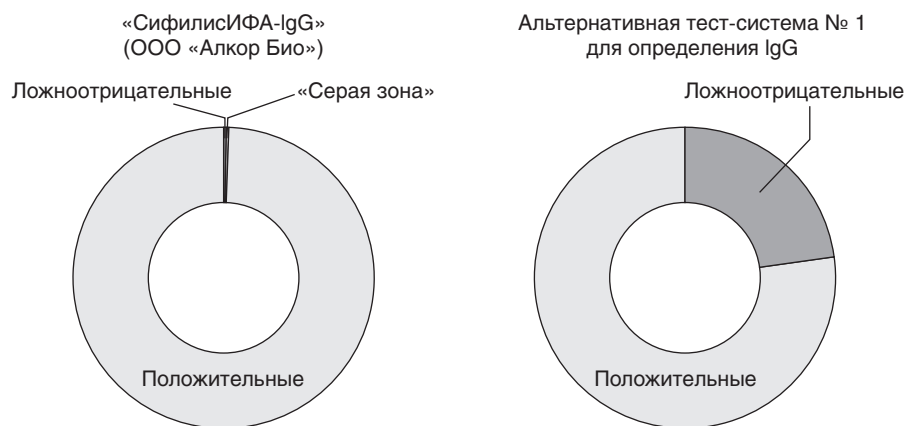 «СифилисИФА-IgG»
(ООО «Алкор Био»)
Ложноотрицательные
«Серая зона»
Положительные
Альтернативная тест-система № 1
для определения IgG
Ложноотрицательные
Положительные